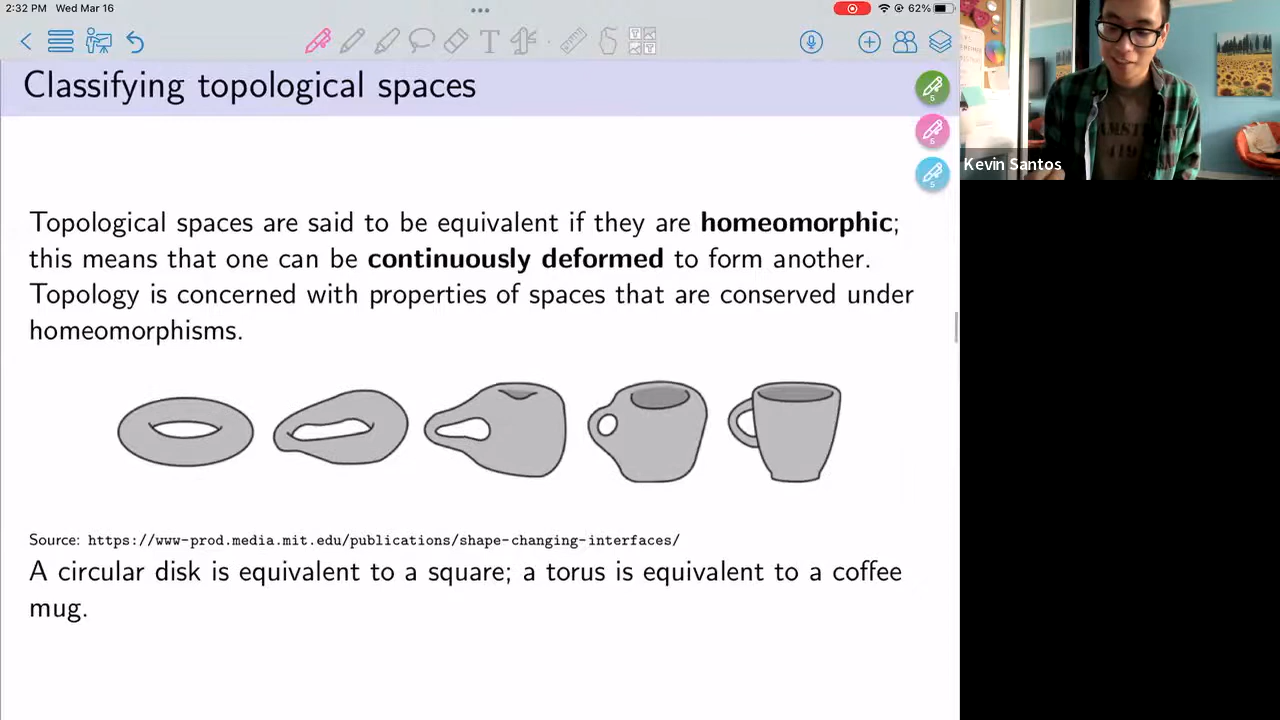 2:32 PM Wed Mar 16
62%
T
Classifying topological spaces
5
5
5
Kevin Santos
Topological spaces are said to be equivalent if they are homeomorphic;
this means that one can be continuously deformed to form another.
Topology is concerned with properties of spaces that are conserved under
homeomorphisms.
Source: https://www-prod.media.mit.edu/publications/shape-changing-interfaces/
A circular disk is equivalent to a square; a torus is equivalent to a coffee
mug.